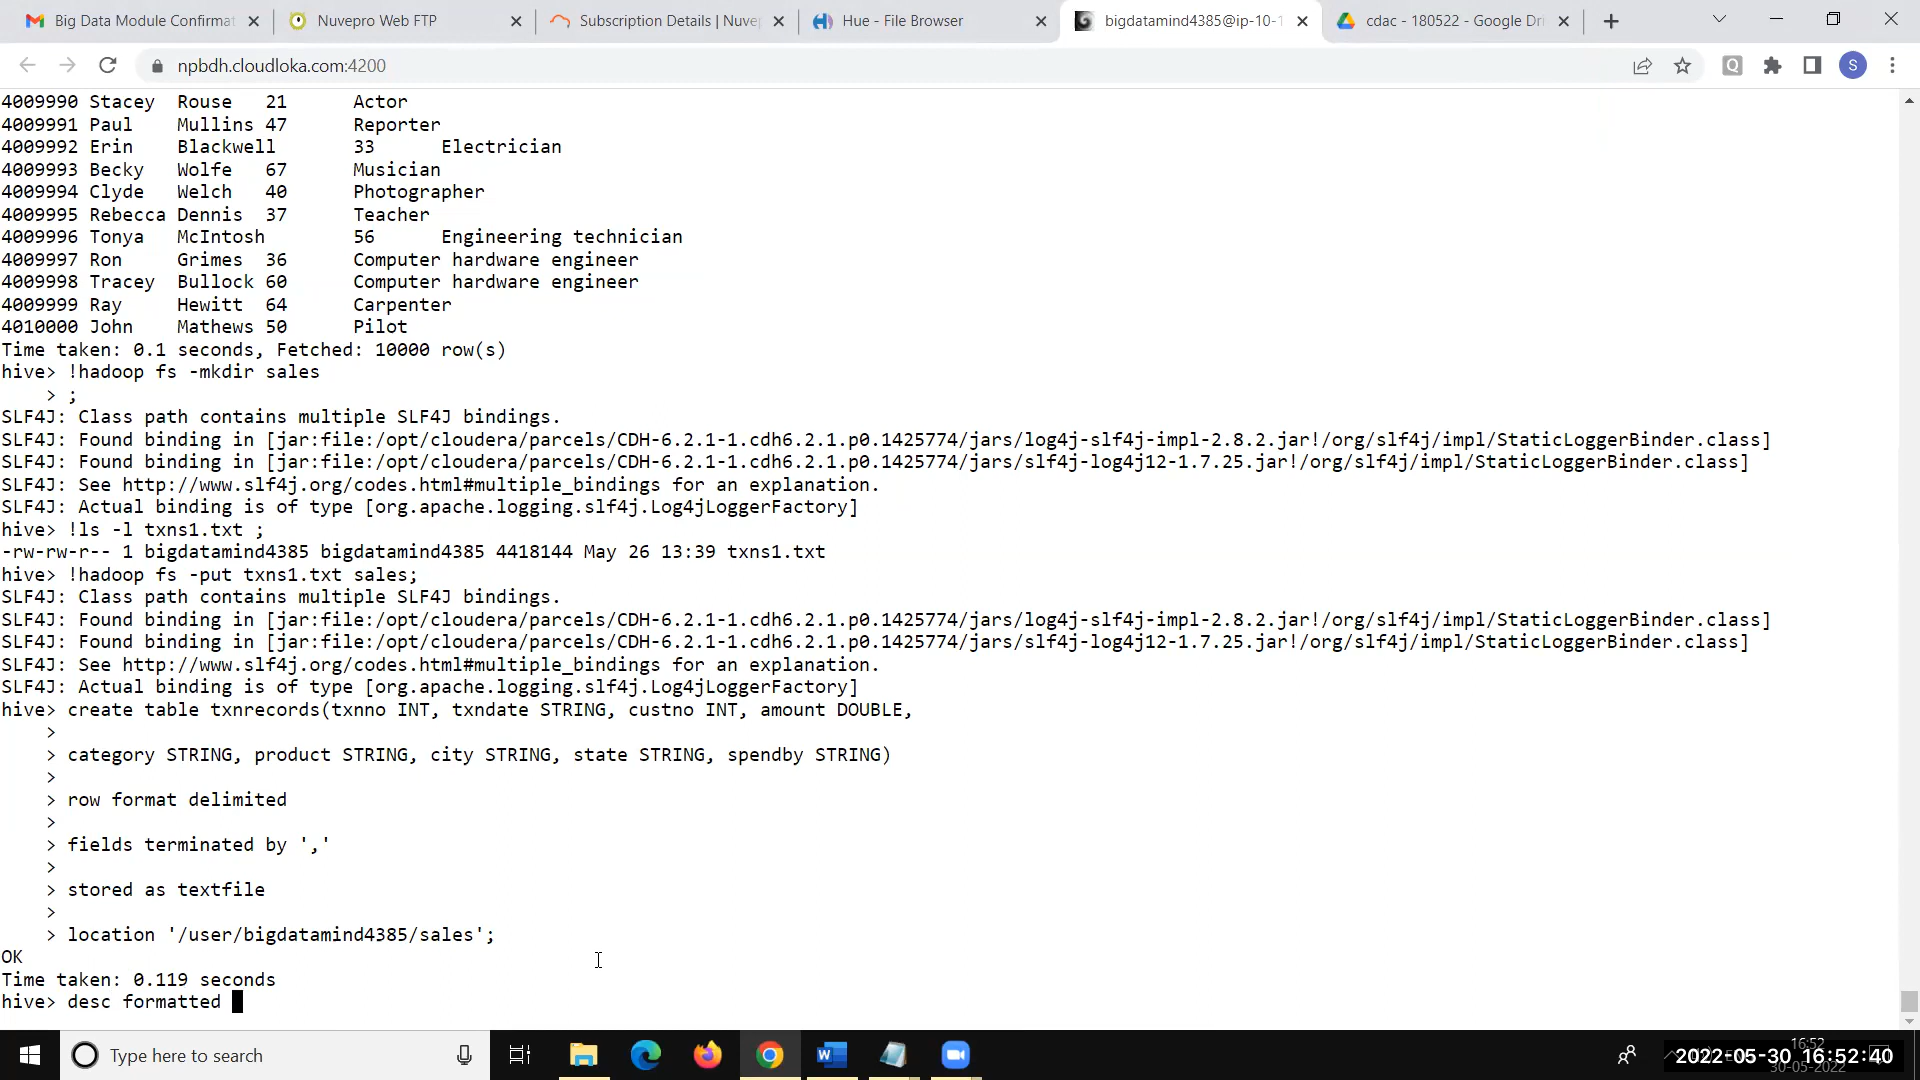 Big Data Module Confirmat
Nuvepro Web FTP
Subscription Details | Nuve
Hue - File Browser
bigdatamind4385@ip-10-1
cdac - 180522 - Google Dri
npbdh.cloudloka.com:4200
S
4009990 Stacey Rouse 21 Actor
4009991 Paul Mullins 47 Reporter
4009992 Erin Blackwell 33 Electrician
4009993 Becky Wolfe 67 Musician
4009994 Clyde Welch 40 Photographer
4009995 Rebecca Dennis 37 Teacher
4009996 Tonya McIntosh 56 Engineering technician
4009997 Ron Grimes 36 Computer hardware engineer
4009998 Tracey Bullock 60 Computer hardware engineer
4009999 Ray Hewitt 64 Carpenter
4010000 John Mathews 50 Pilot
Time taken: 0.1 seconds, Fetched: 10000 row(s)
hive> !hadoop fs -mkdir sales
> ;
SLF4J: Class path contains multiple SLF4J bindings.
SLF4J: Found binding in [jar:file:/opt/cloudera/parcels/CDH-6.2.1-1.cdh6.2.1.p0.1425774/jars/log4j-slf4j-impl-2.8.2.jar!/org/slf4j/impl/StaticLoggerBinder.class]
SLF4J: Found binding in [jar:file:/opt/cloudera/parcels/CDH-6.2.1-1.cdh6.2.1.p0.1425774/jars/slf4j-log4j12-1.7.25.jar!/org/slf4j/impl/StaticLoggerBinder.class]
SLF4J: See http://www.slf4j.org/codes.html#multiple_bindings for an explanation.
SLF4J: Actual binding is of type [org.apache.logging.slf4j.Log4jLoggerFactory]
hive> !ls -l txns1.txt ;
-rw-rw-r-- 1 bigdatamind4385 bigdatamind4385 4418144 May 26 13:39 txns1.txt
hive> !hadoop fs -put txns1.txt sales;
SLF4J: Class path contains multiple SLF4J bindings.
SLF4J: Found binding in [jar:file:/opt/cloudera/parcels/CDH-6.2.1-1.cdh6.2.1.p0.1425774/jars/log4j-slf4j-impl-2.8.2.jar!/org/slf4j/impl/StaticLoggerBinder.class]
SLF4J: Found binding in [jar:file:/opt/cloudera/parcels/CDH-6.2.1-1.cdh6.2.1.p0.1425774/jars/slf4j-log4j12-1.7.25.jar!/org/slf4j/impl/StaticLoggerBinder.class]
SLF4J: See http://www.slf4j.org/codes.html#multiple_bindings for an explanation.
SLF4J: Actual binding is of type [org.apache.logging.slf4j.Log4jLoggerFactory]
hive> create table txnrecords(txnno INT, txndate STRING, custno INT, amount DOUBLE,
>
> category STRING, product STRING, city STRING, state STRING, spendby STRING)
>
> row format delimited
>
> fields terminated by ','
>
> stored as textfile
>
> location '/user/bigdatamind4385/sales';
OK
Time taken: 0.119 seconds
hive> desc formatted
Type here to search
16:52
2022-05-30 16:52:40
30-05-2022